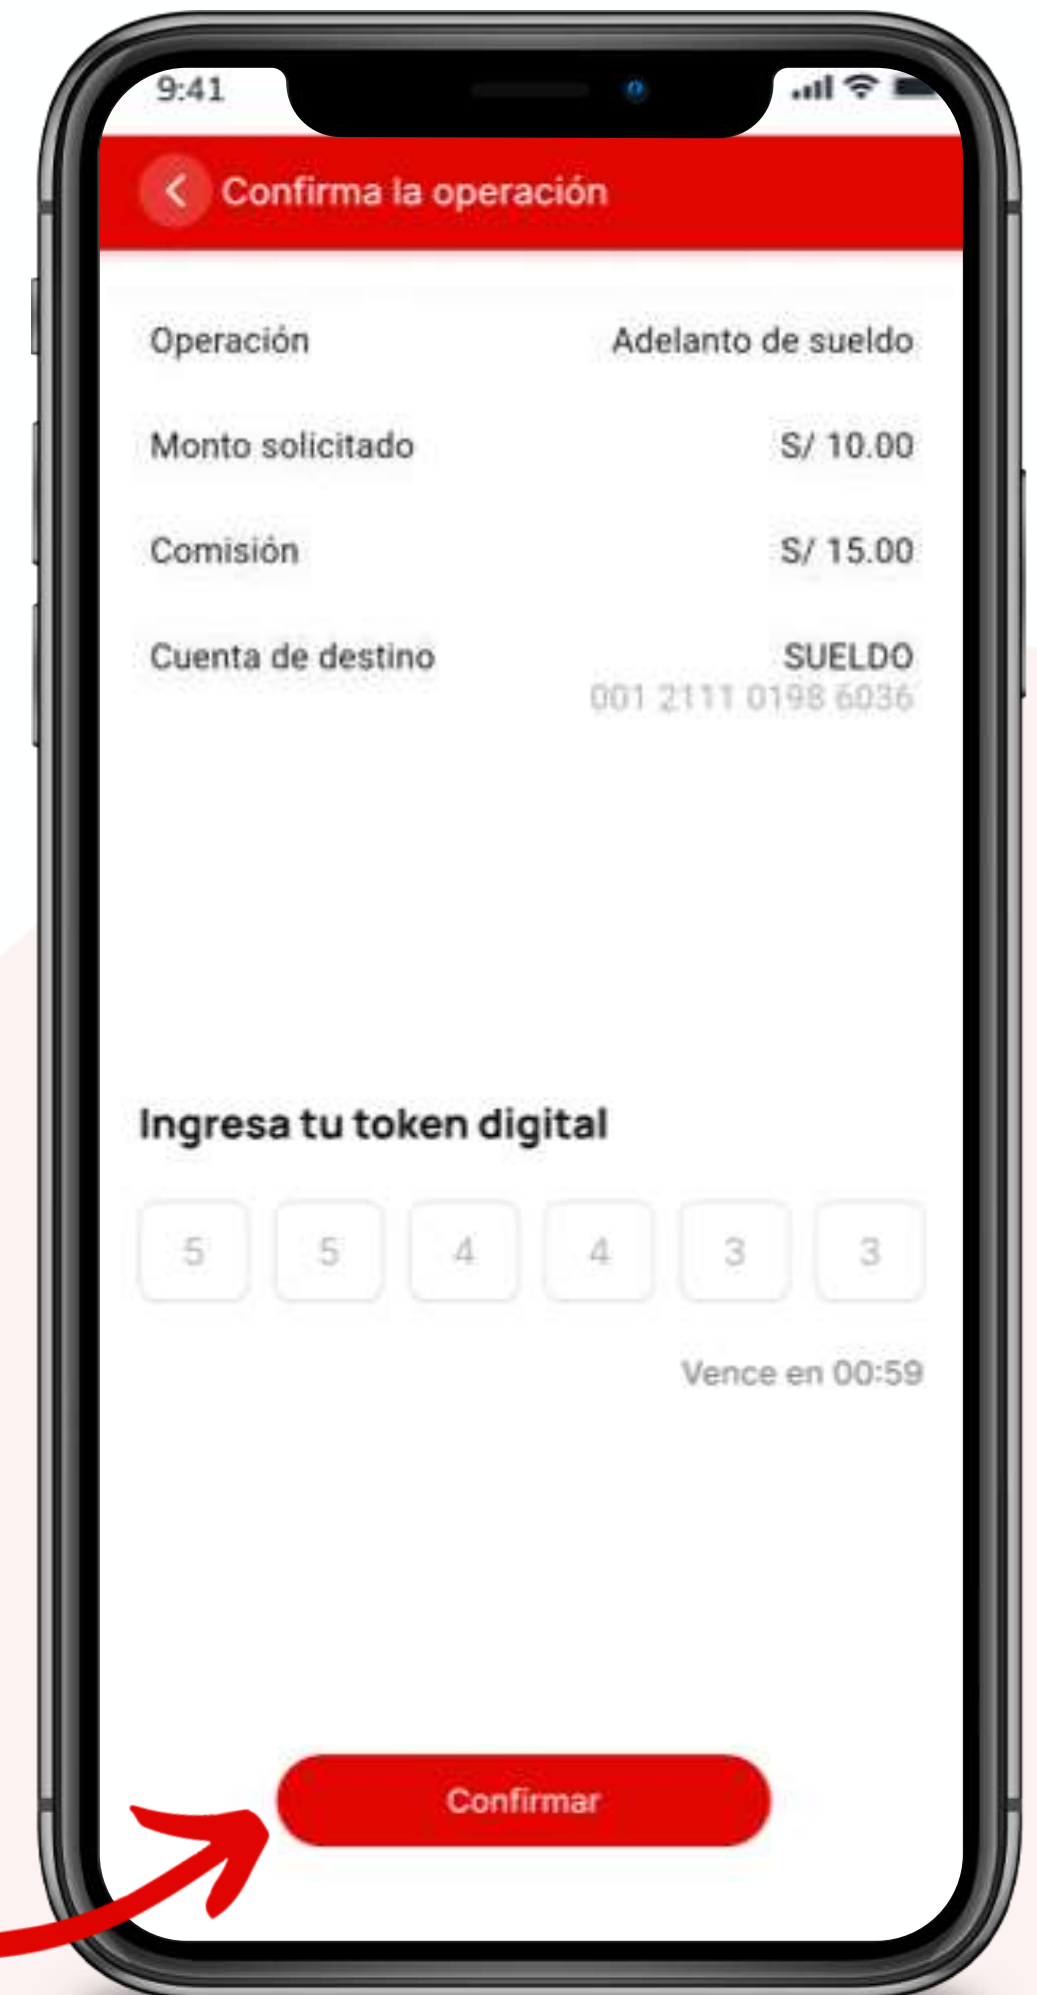 9:41
Confirma la operación
Operación Adelanto de sueldo
Monto solicitado S/ 10.00
Comisión S/ 15.00
Cuenta de destino SUELDO
001 2111 0198 6036
Ingresa tu token digital
5 5 4 4 3 3
Vence en 00:59
Confirmar